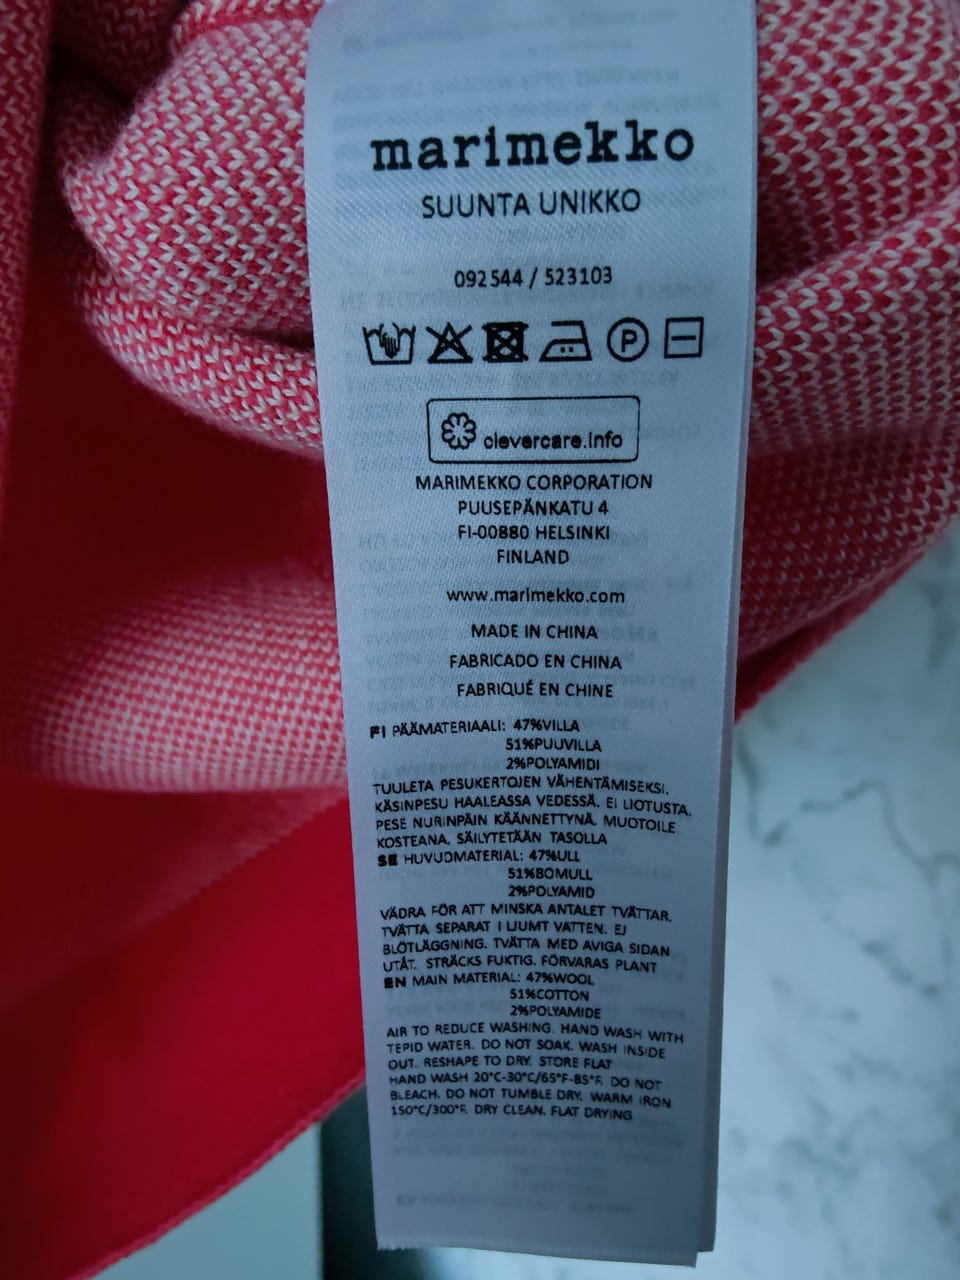 marimekko
SUUNTA UNIKKO
092544 / 523103
P
clevercare.info
MARIMEKKO CORPORATION
PUUSEPÄNKATU 4
FI-00880 HELSINKI
FINLAND
www.marimekko.com
MADE IN CHINA
FABRICADO EN CHINA
FABRIQUÉ EN CHINE
FI PÄÄMATERIAALI: 47%VILLA
51%PUUVILLA
2%POLYAMIDI
TUULETA PESUKERTOJEN VÄHENTÄMISEKSI.
KÄSINPESU HAALEASSA VEDESSÄ. EI LIOTUSTA.
PESE NURINPÄIN KÄÄNNETTYNÄ. MUOTOILE
KOSTEANA. SÄILYTETÄÄN TASOLLA
SE HUVUDMATERIAL: 47%ULL
51%BOMULL
2%POLYAMID
VÄDRA FÖR ATT MINSKA ANTALET TVÄTTAR.
TVÄTTA SEPARAT I LJUMT VATTEN. EJ
BLÖTLÄGGNING. TVÄTTA MED AVIGA SIDAN
UTÅT. STRÄCKS FUKTIG. FÖRVARAS PLANT
EN MAIN MATERIAL: 47%WOOL
51%COTTON
2%POLYAMIDE
AIR TO REDUCE WASHING. HAND WASH WITH
TEPID WATER. DO NOT SOAK. WASH INSIDE
OUT. RESHAPE TO DRY. STORE FLAT
HAND WASH 20°C-30°C/65°F-85°F. DO NOT
BLEACH. DO NOT TUMBLE DRY. WARM IRON
150°C/300°F. DRY CLEAN. FLAT DRYING